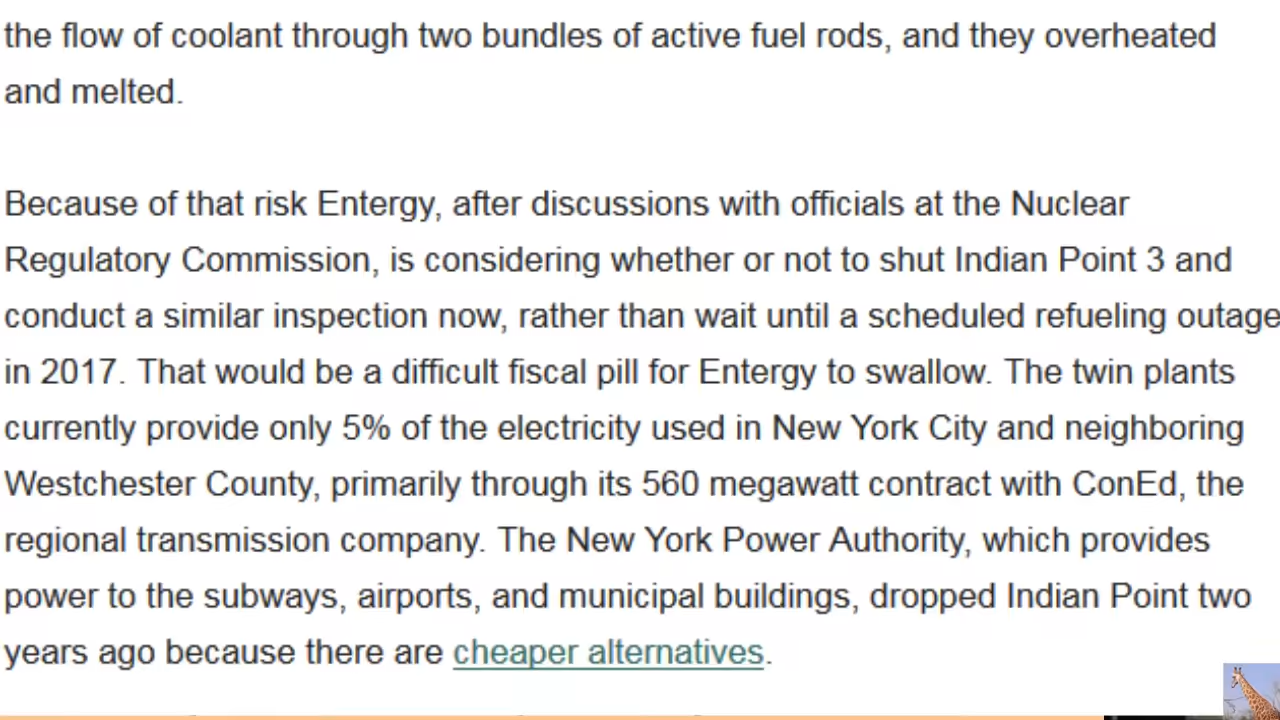 the flow of coolant through two bundles of active fuel rods, and they overheated
and melted.
Because of that risk Entergy, after discussions with officials at the Nuclear
Regulatory Commission, is considering whether or not to shut Indian Point 3 and
conduct a similar inspection now, rather than wait until a scheduled refueling outage
in 2017. That would be a difficult fiscal pill for Entergy to swallow. The twin plants
currently provide only 5% of the electricity used in New York City and neighboring
Westchester County, primarily through its 560 megawatt contract with ConEd, the
regional transmission company. The New York Power Authority, which provides
power to the subways, airports, and municipal buildings, dropped Indian Point two
years ago because there are cheaper alternatives.